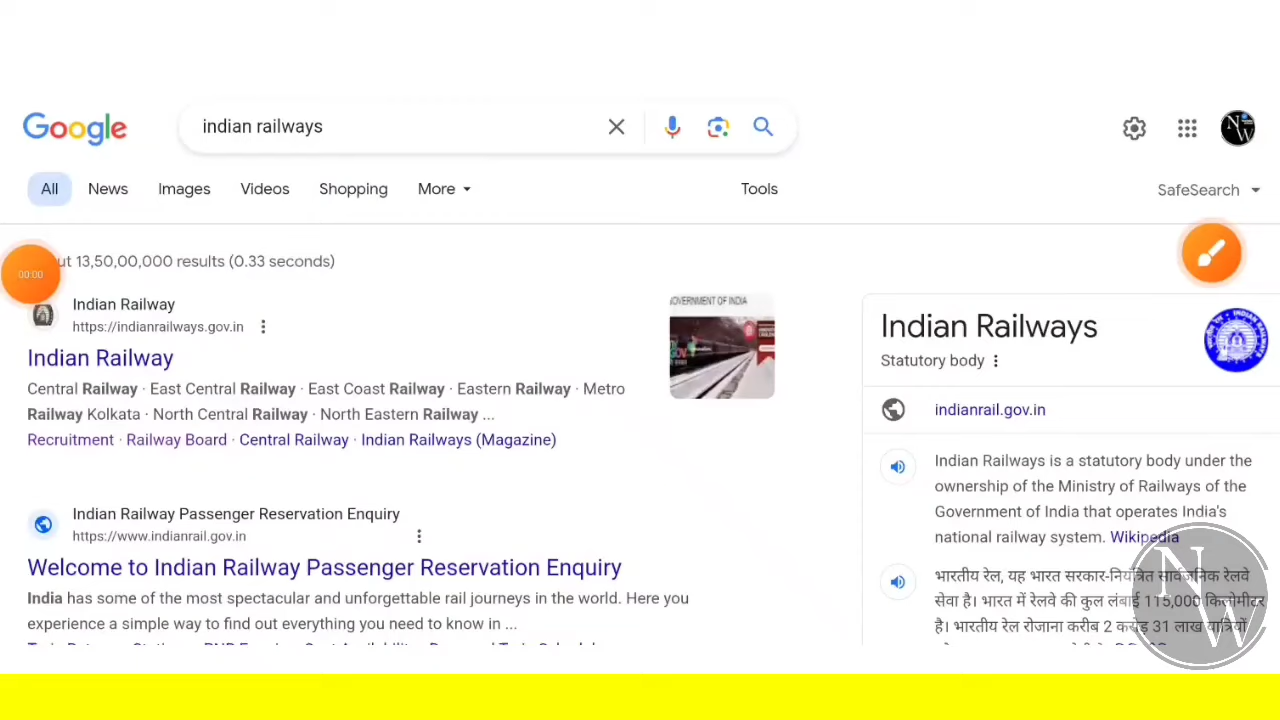 Google
indian railways
All News Images Videos Shopping More Tools SafeSearch
ut 13,50,00,000 results (0.33 seconds)
00:00
Indian Railway
https://indianrailways.gov.in
Indian Railway
Central Railway · East Central Railway · East Coast Railway · Eastern Railway · Metro
Railway Kolkata · North Central Railway · North Eastern Railway ...
Recruitment · Railway Board · Central Railway · Indian Railways (Magazine)
OVERNMENT OF INDIA
Indian Railway Passenger Reservation Enquiry
https://www.indianrail.gov.in
Welcome to Indian Railway Passenger Reservation Enquiry
India has some of the most spectacular and unforgettable rail journeys in the world. Here you
experience a simple way to find out everything you need to know in ...
Indian Railways
Statutory body
indianrail.gov.in
Indian Railways is a statutory body under the
ownership of the Ministry of Railways of the
Government of India that operates India's
national railway system. Wikipedia
भारतीय रेल, यह भारत सरकार-नियंत्रित सार्वजनिक रेलवे
सेवा है। भारत में रेलवे की कुल लंबाई 115,000 किलोमीटर
है। भारतीय रेल रोजाना करीब 2 करोड़ 31 लाख यात्रियों
NW